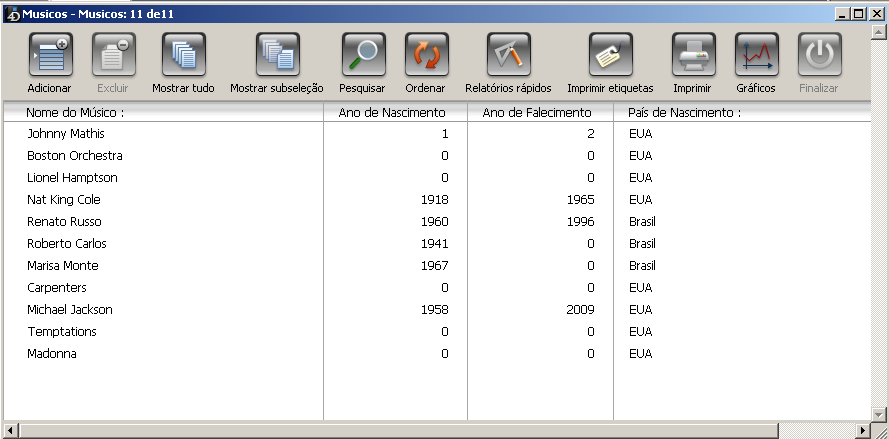 Musicos - Musicos: 11 de11
Adicionar Excluir Mostrar tudo Mostrar subseleção Pesquisar Ordenar Relatórios rápidos Imprimir etiquetas Imprimir Gráficos Finalizar
Nome do Músico : Ano de Nascimento Ano de Falecimento País de Nascimento :
Johnny Mathis 1 2 EUA
Boston Orchestra 0 0 EUA
Lionel Hamptson 0 0 EUA
Nat King Cole 1918 1965 EUA
Renato Russo 1960 1996 Brasil
Roberto Carlos 1941 0 Brasil
Marisa Monte 1967 0 Brasil
Carpenters 0 0 EUA
Michael Jackson 1958 2009 EUA
Temptations 0 0 EUA
Madonna 0 0 EUA